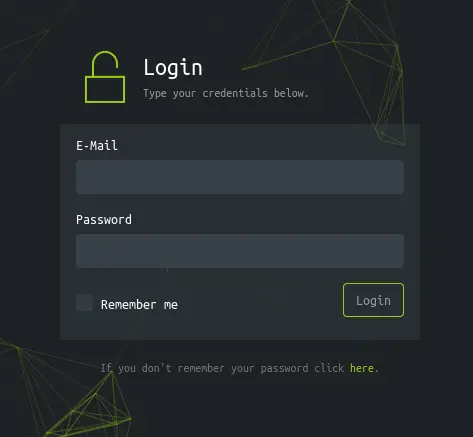 Login
Type your credentials below.
E-Mail
Password
Remember me
Login
If you don't remember your password click here.